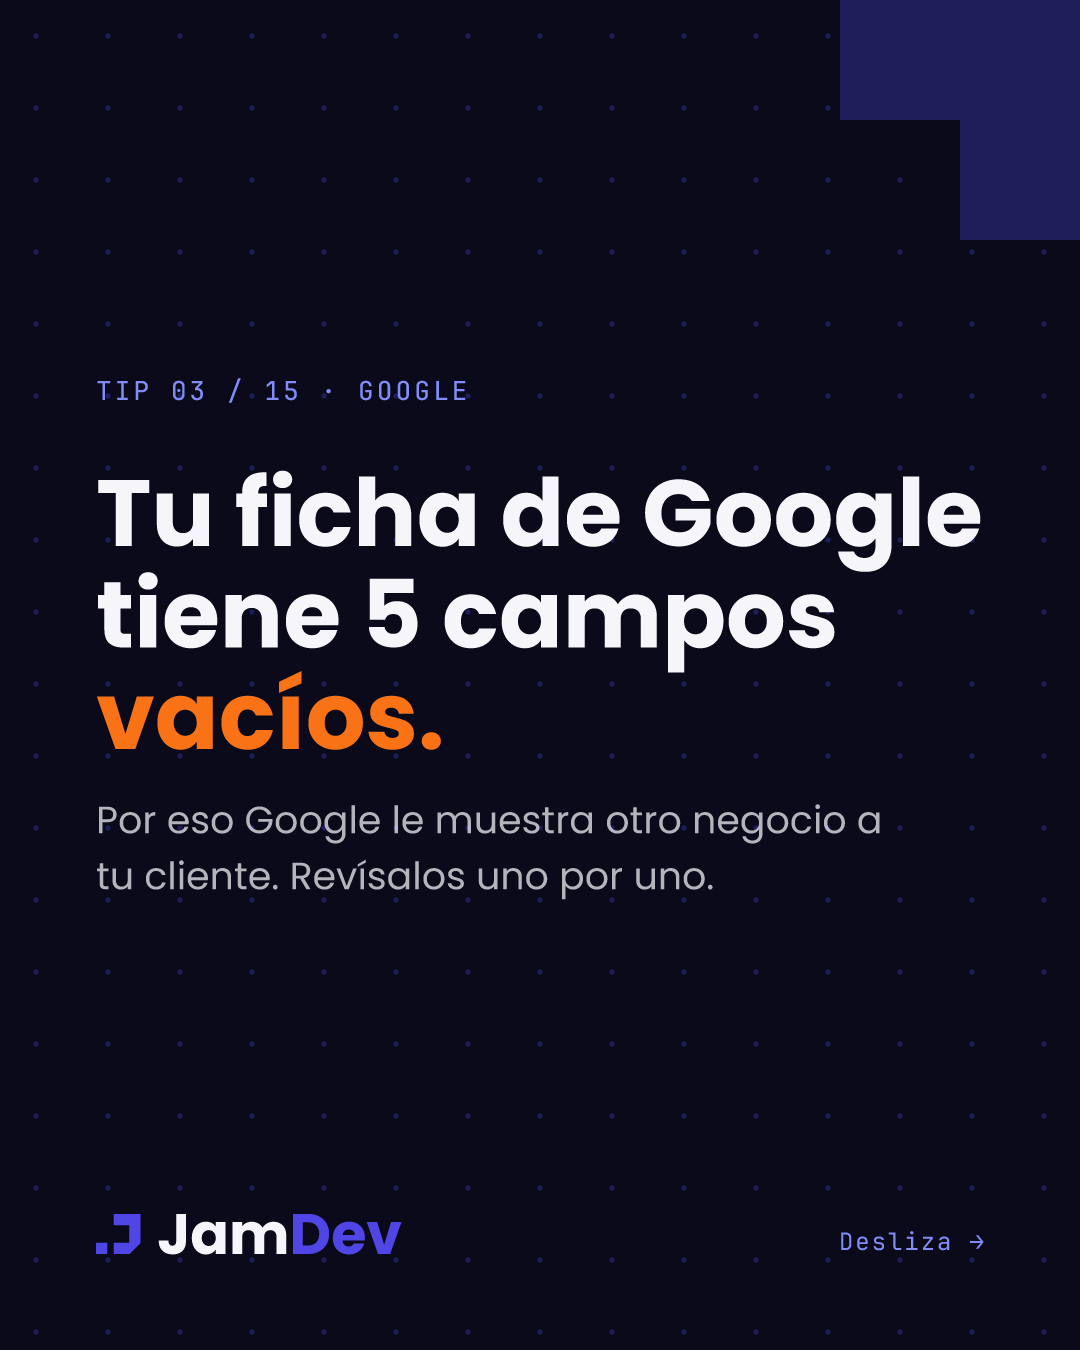 TIP 03 / 15 · GOOGLE
Tu ficha de Google
tiene 5 campos
vacíos.
Por eso Google le muestra otro negocio a
tu cliente. Revísalos uno por uno.
JamDev
Desliza →